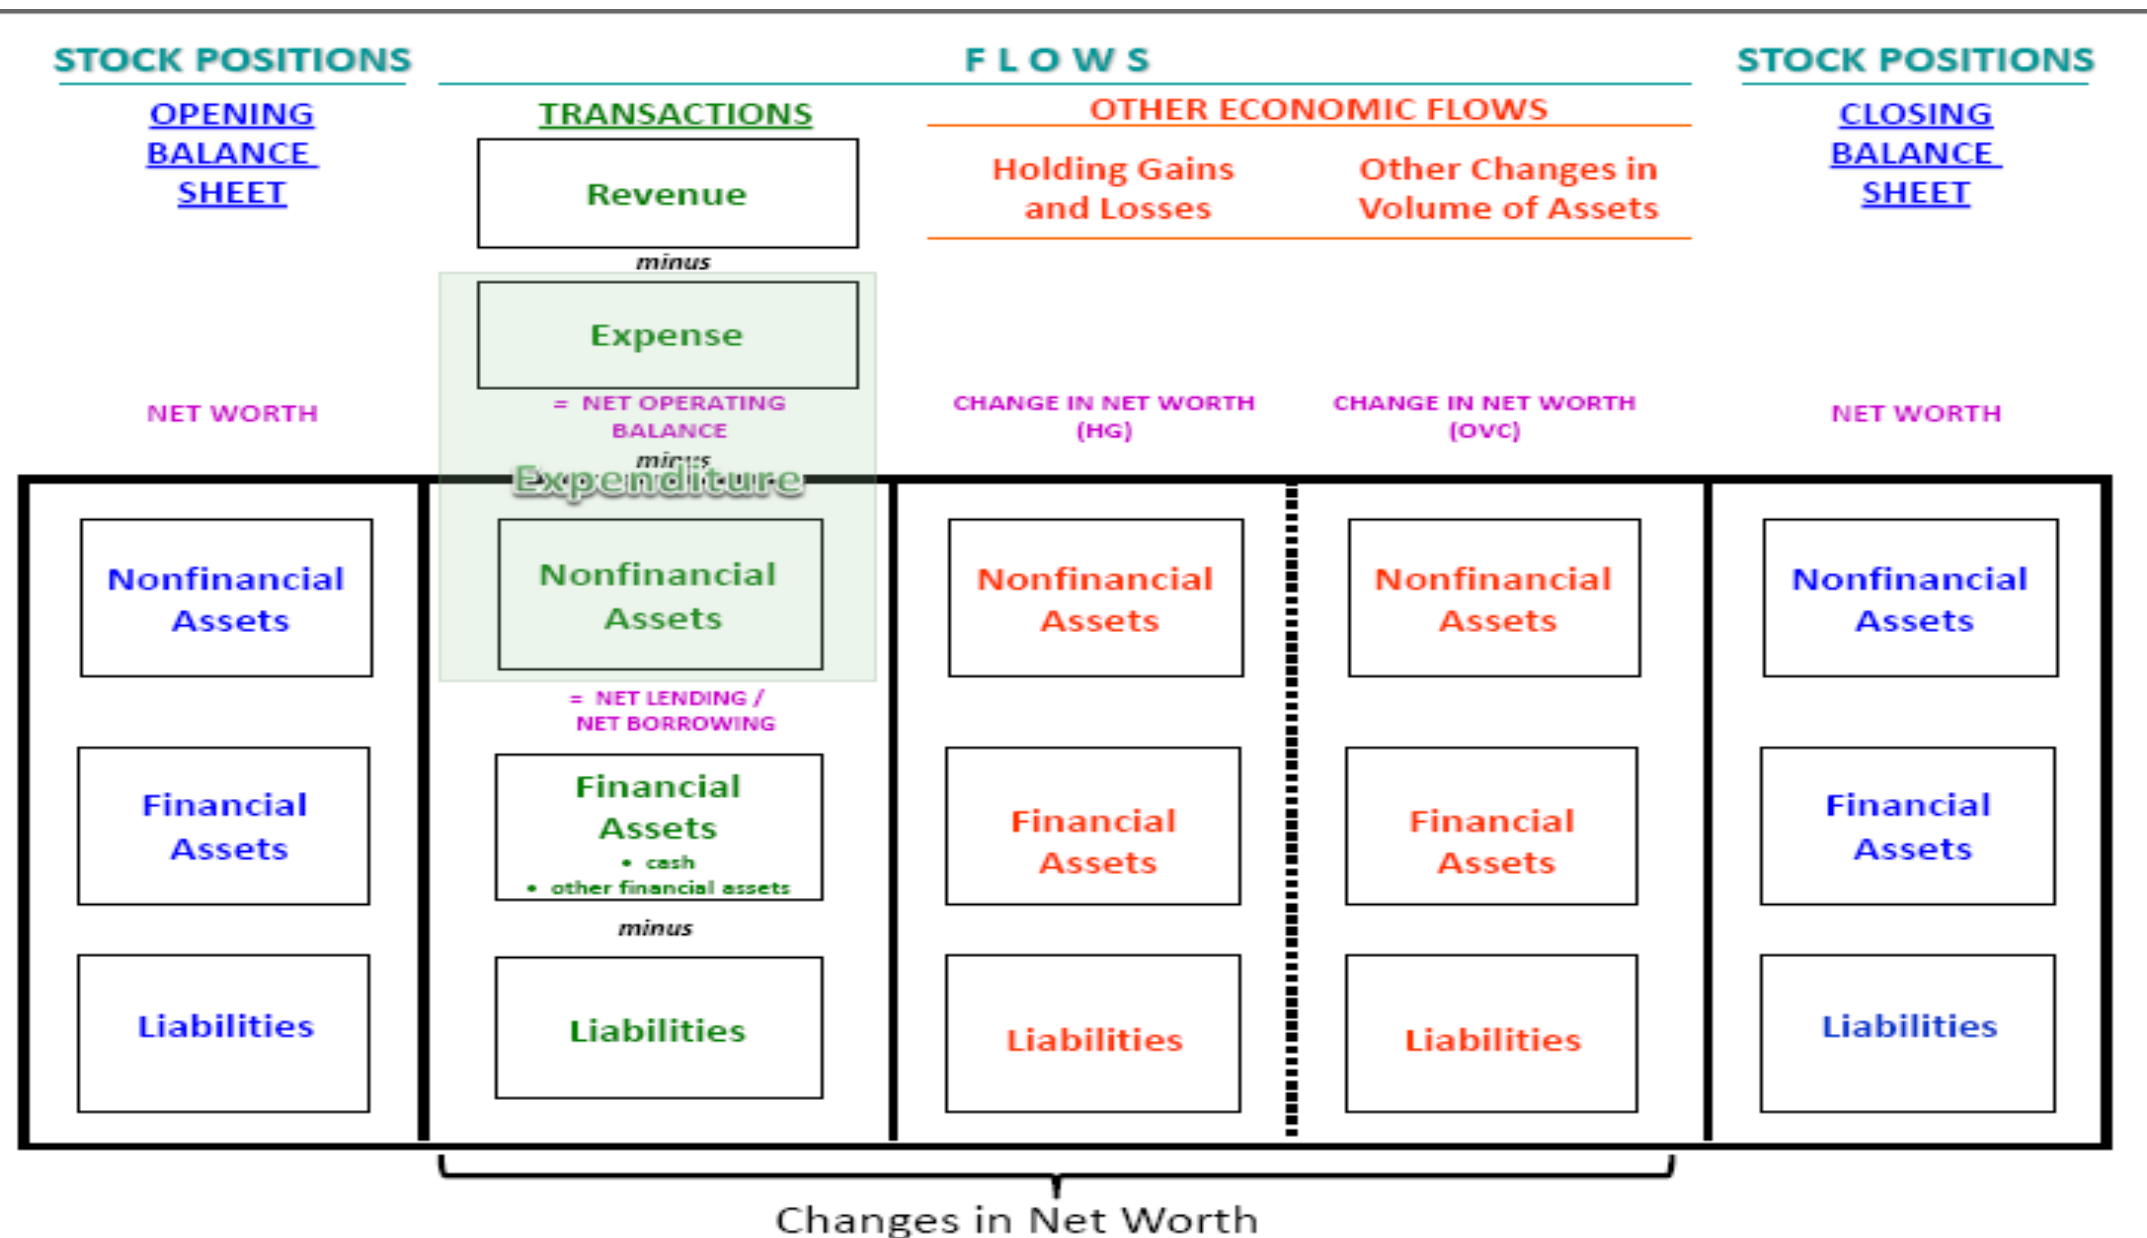 STOCK POSITIONS
FLOWS
STOCK POSITIONS
OPENING
BALANCE
SHEET
TRANSACTIONS
OTHER ECONOMIC FLOWS
CLOSING
BALANCE
SHEET
Revenue
Holding Gains
and Losses
Other Changes in
Volume of Assets
minus
Expense
NET WORTH
= NET OPERATING
BALANCE
CHANGE IN NET WORTH
(HG)
CHANGE IN NET WORTH
(OVC)
NET WORTH
minus
Expenditure
Nonfinancial
Assets
Nonfinancial
Assets
Nonfinancial
Assets
Nonfinancial
Assets
Nonfinancial
Assets
= NET LENDING /
NET BORROWING
Financial
Assets
Financial
Assets
• cash
• other financial assets
Financial
Assets
Financial
Assets
Financial
Assets
minus
Liabilities
Liabilities
Liabilities
Liabilities
Liabilities
Changes in Net Worth